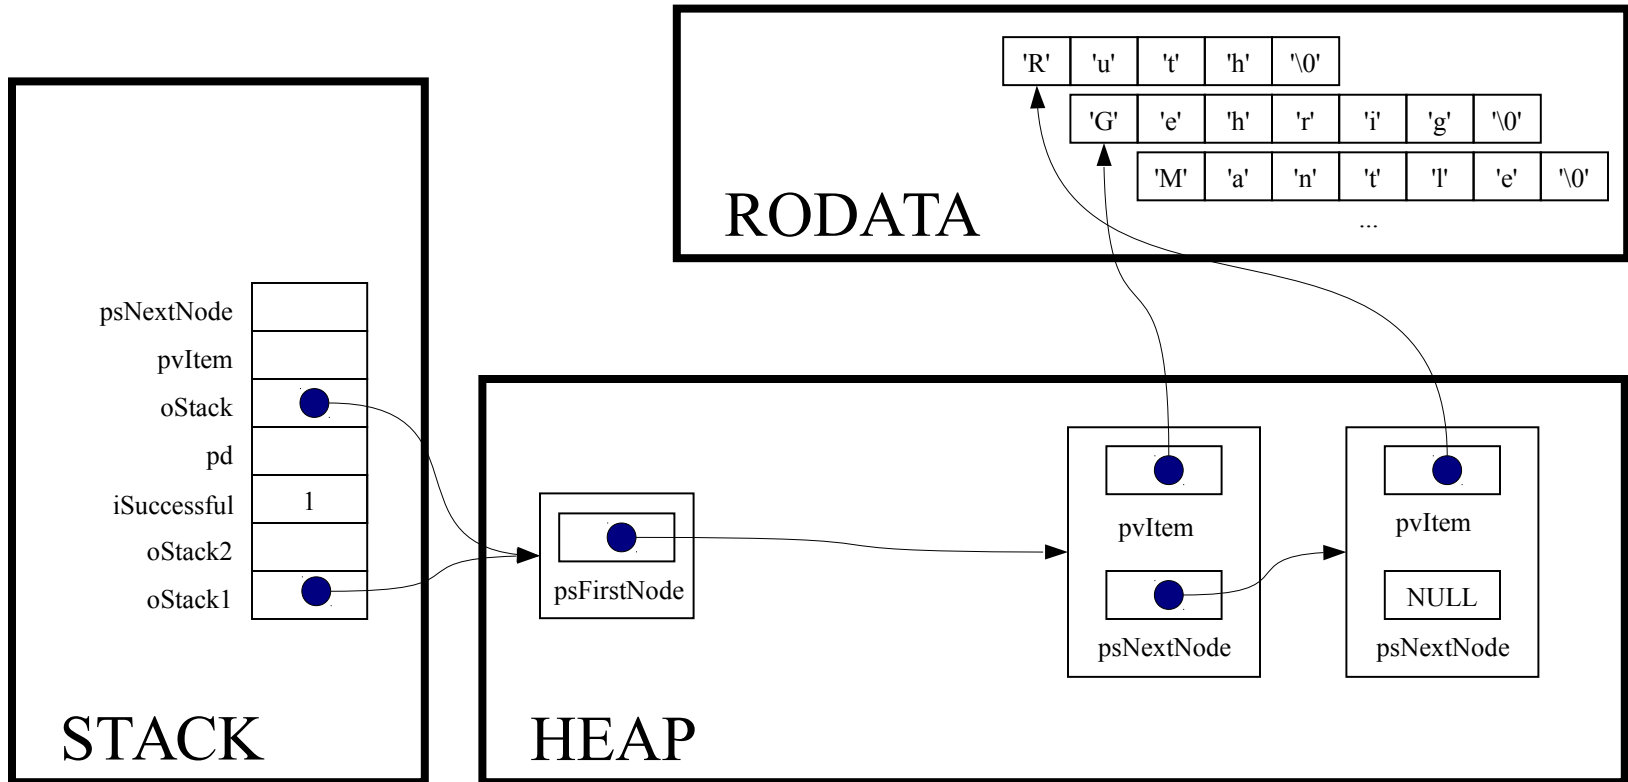 'R' 'u' 't' 'h' '\0'
'G' 'e' 'h' 'r' 'i' 'g' '\0'
'M' 'a' 'n' 't' 'l' 'e' '\0'
...
RODATA
psNextNode
pvItem
oStack
pd
iSuccessful 1
oStack2
oStack1
STACK
psFirstNode
pvItem
psNextNode
pvItem
NULL
psNextNode
HEAP